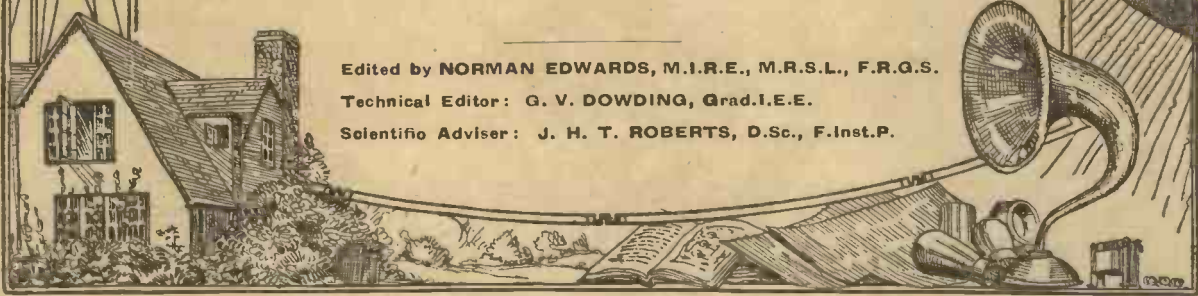 Edited by NORMAN EDWARDS, M.I.R.E., M.R.S.L., F.R.G.S.
Technical Editor: G. V. DOWDING, Grad.I.E.E.
Scientific Adviser: J. H. T. ROBERTS, D.Sc., F.Inst.P.